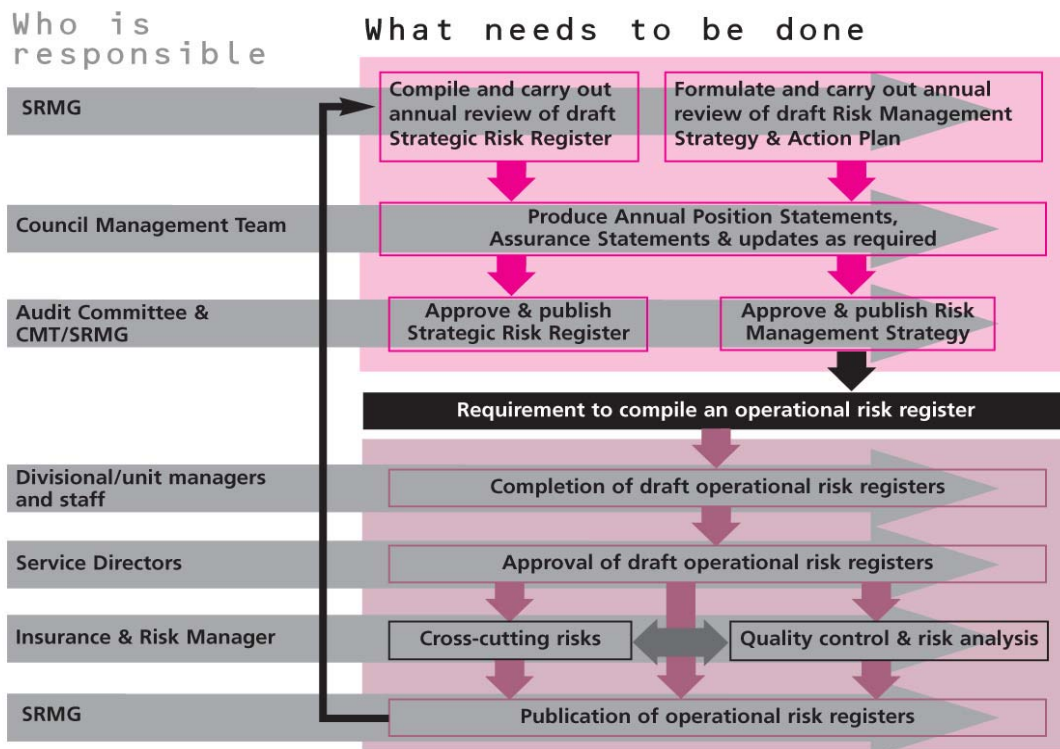 Who is
responsible
What needs to be done
SRMG
Compile and carry out
annual review of draft
Strategic Risk Register
Formulate and carry out annual
review of draft Risk Management
Strategy & Action Plan
Council Management Team
Produce Annual Position Statements,
Assurance Statements & updates as required
Audit Committee &
CMT/SRMG
Approve & publish
Strategic Risk Register
Approve & publish Risk
Management Strategy
Requirement to compile an operational risk register
Divisional/unit managers
and staff
Completion of draft operational risk registers
Service Directors
Approval of draft operational risk registers
Insurance & Risk Manager
Cross-cutting risks
Quality control & risk analysis
SRMG
Publication of operational risk registers